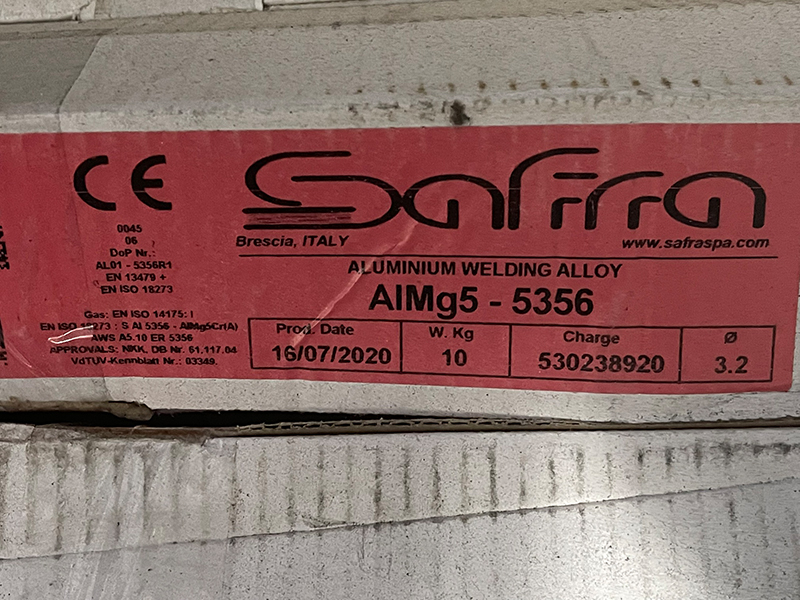 CE
0045
06
DoP Nr.:
AL01 - 5356R1
EN 13479 +
EN ISO 18273
Gas: EN ISO 14175: I
EN ISO 18273 : S Al 5356 - AlMg5Cr(A)
AWS A5.10 ER 5356
APPROVALS: NKK, DB Nr. 61.117.04
VdTÜV-Kennblatt Nr.: 03349.
Safra
Brescia, ITALY
www.safraspa.com
ALUMINIUM WELDING ALLOY
AlMg5 - 5356
Prod. Date W. Kg Charge Ø
16/07/2020 10 530238920 3.2